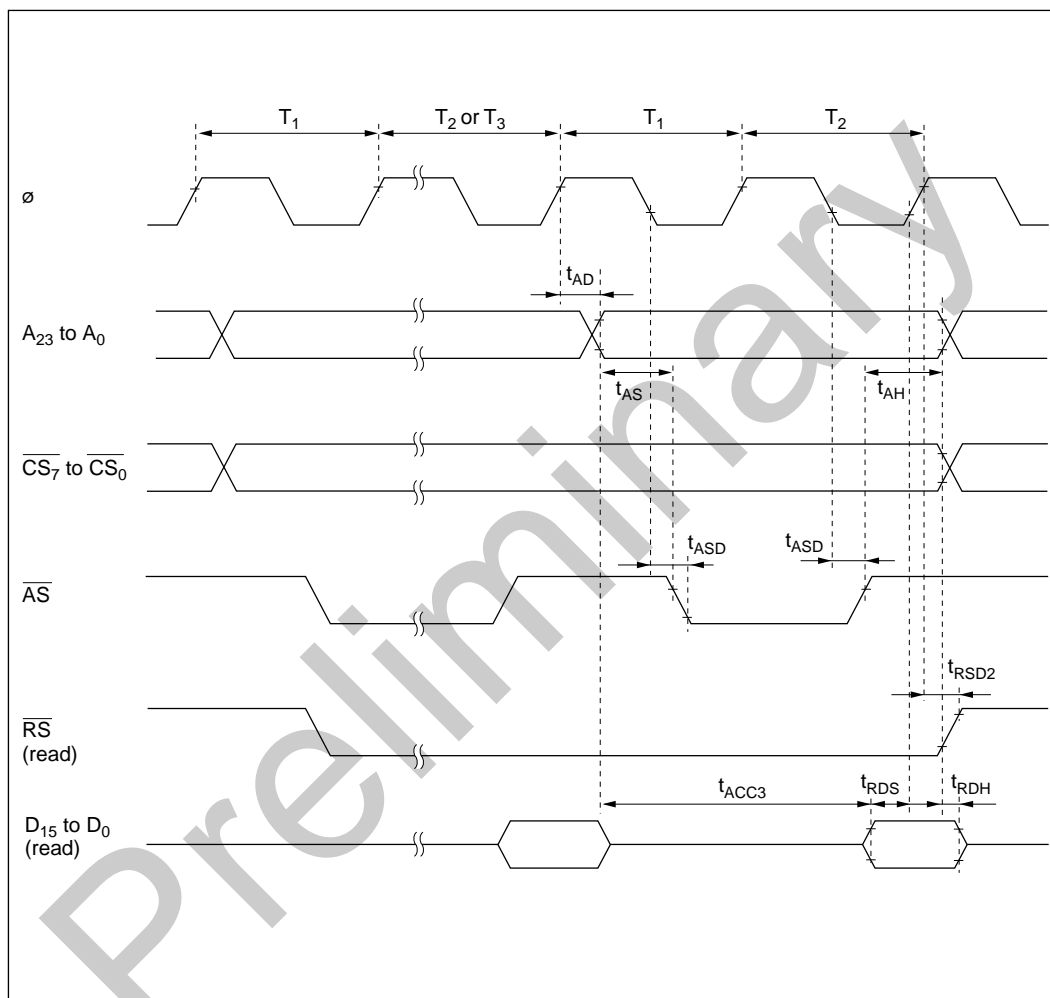 T1 T2 or T3 T1 T2
ø
tAD
A23 to A0
tAS tAH
CS7 to CS0
tASD tASD
AS
tRSD2
RS
(read)
tACC3 tRDS tRDH
D15 to D0
(read)
Preliminary